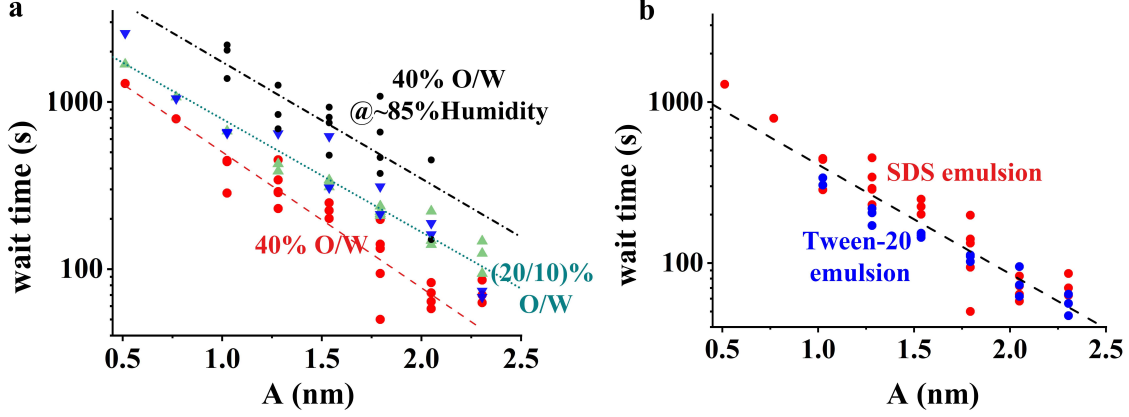 a
wait time (s)
1000
100
40% O/W
@~85%Humidity
40% O/W
(20/10)%
O/W
0.5 1.0 1.5 2.0 2.5
A (nm)
b
wait time (s)
1000
100
SDS emulsion
Tween-20
emulsion
0.5 1.0 1.5 2.0 2.5
A (nm)